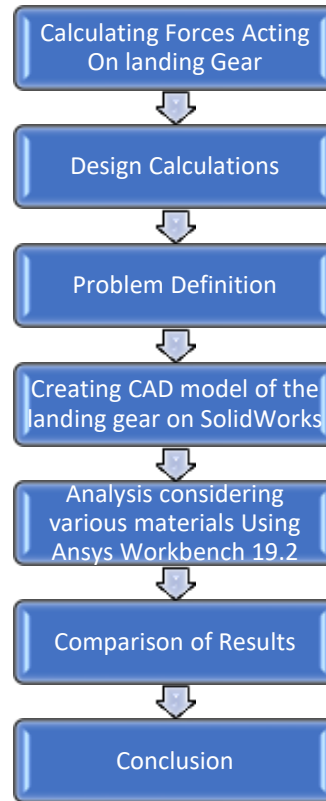 Calculating Forces Acting
On landing Gear
Design Calculations
Problem Definition
Creating CAD model of the
landing gear on SolidWorks
Analysis considering
various materials Using
Ansys Workbench 19.2
Comparison of Results
Conclusion